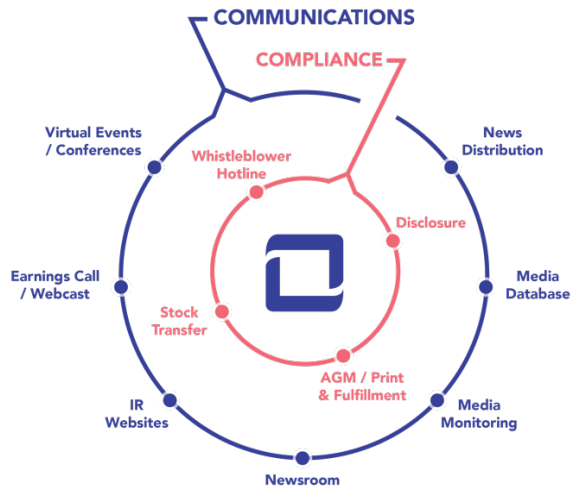 COMMUNICATIONS
COMPLIANCE
Virtual Events
/ Conferences
News
Distribution
Whistleblower
Hotline
Disclosure
Earnings Call
/ Webcast
Media
Database
Stock
Transfer
AGM / Print
& Fulfillment
IR
Websites
Media
Monitoring
Newsroom